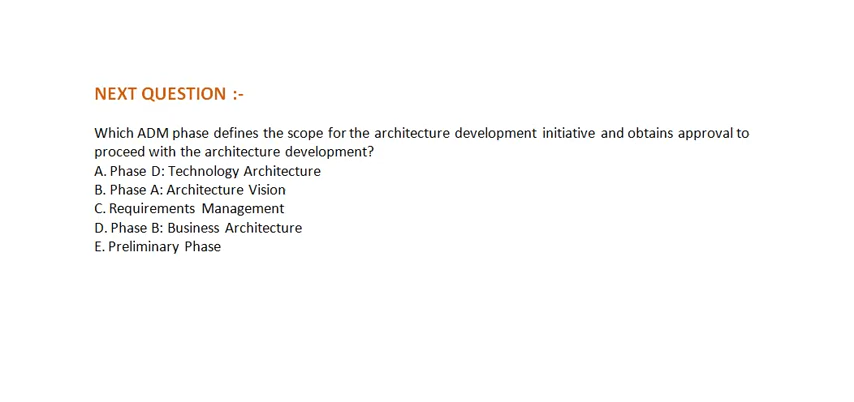 NEXT QUESTION :-
Which ADM phase defines the scope for the architecture development initiative and obtains approval to
proceed with the architecture development?
A. Phase D: Technology Architecture
B. Phase A: Architecture Vision
C. Requirements Management
D. Phase B: Business Architecture
E. Preliminary Phase